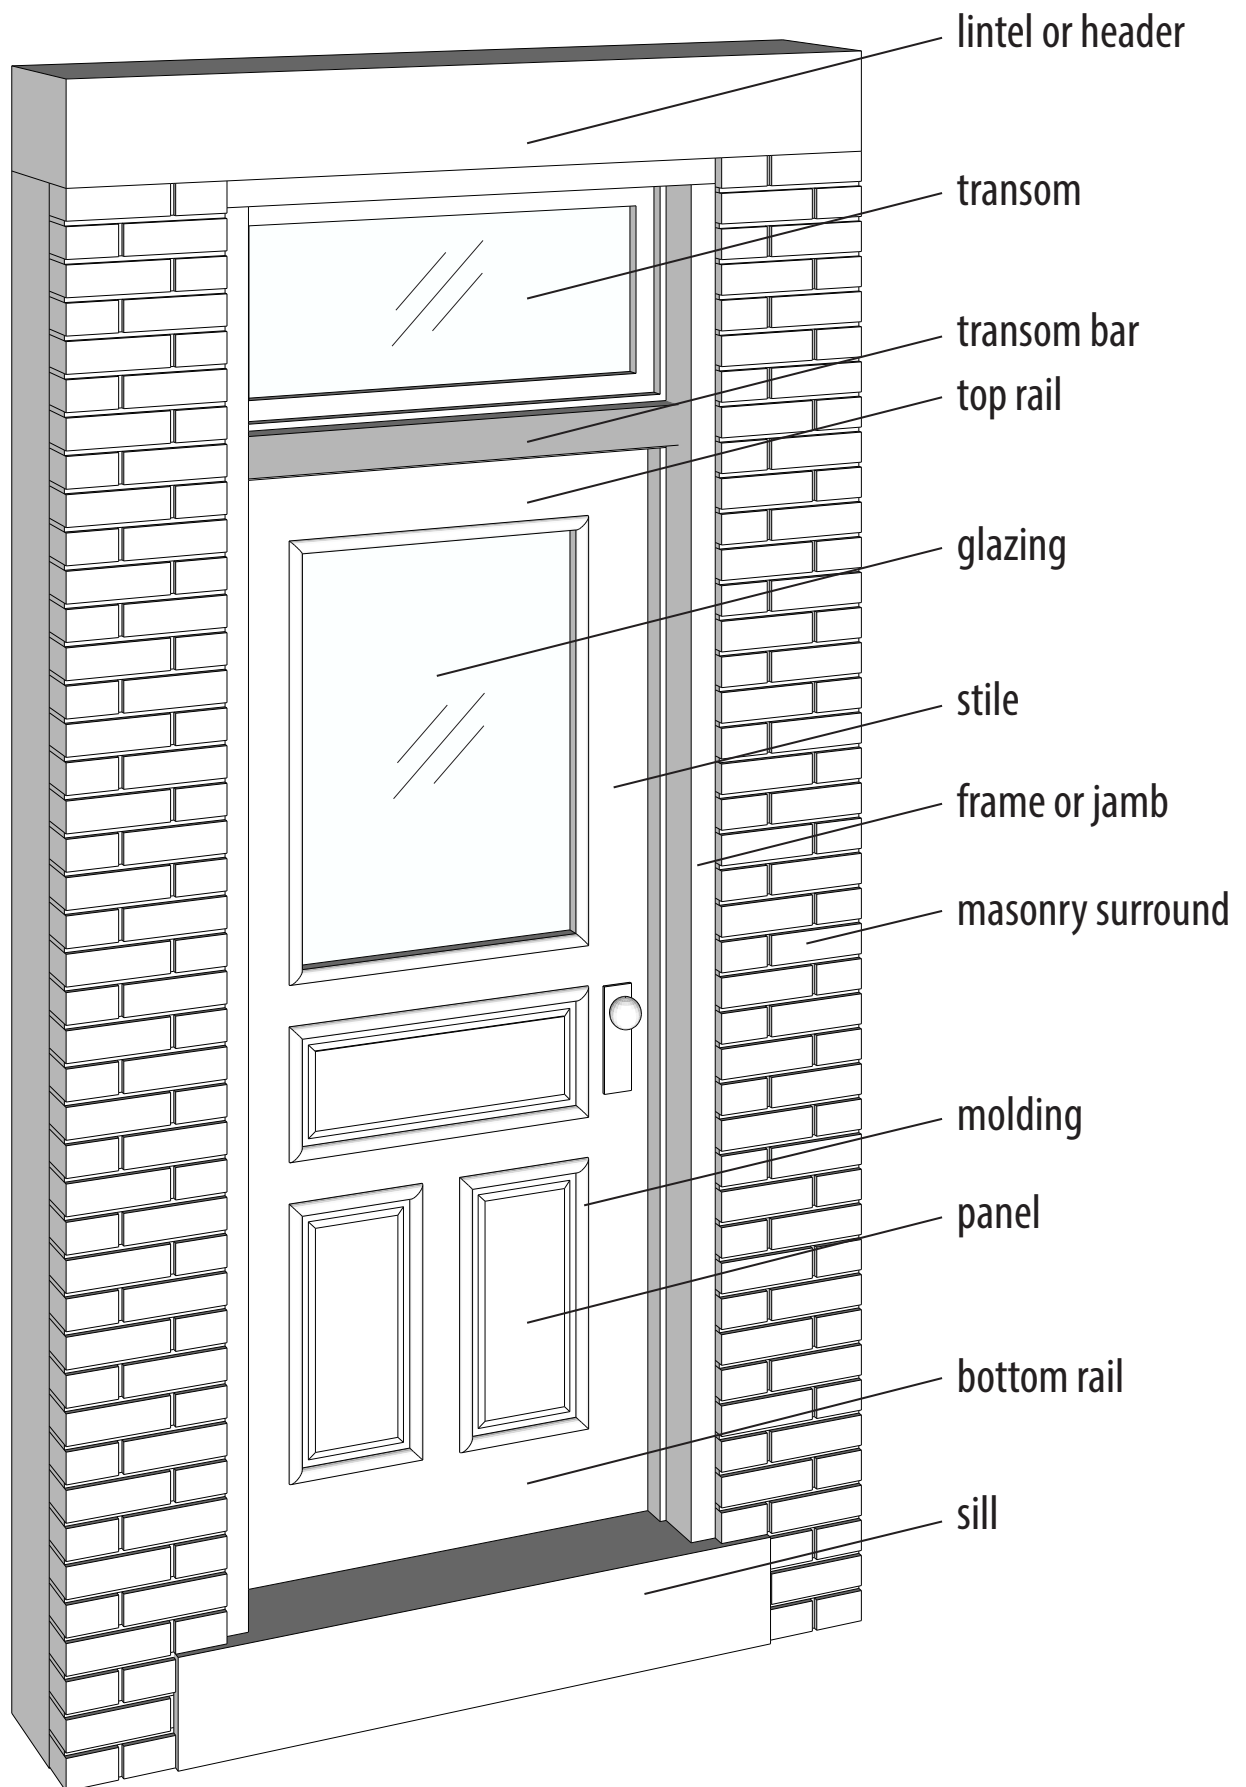 lintel or header
transom
transom bar
top rail
glazing
stile
frame or jamb
masonry surround
molding
panel
bottom rail
sill